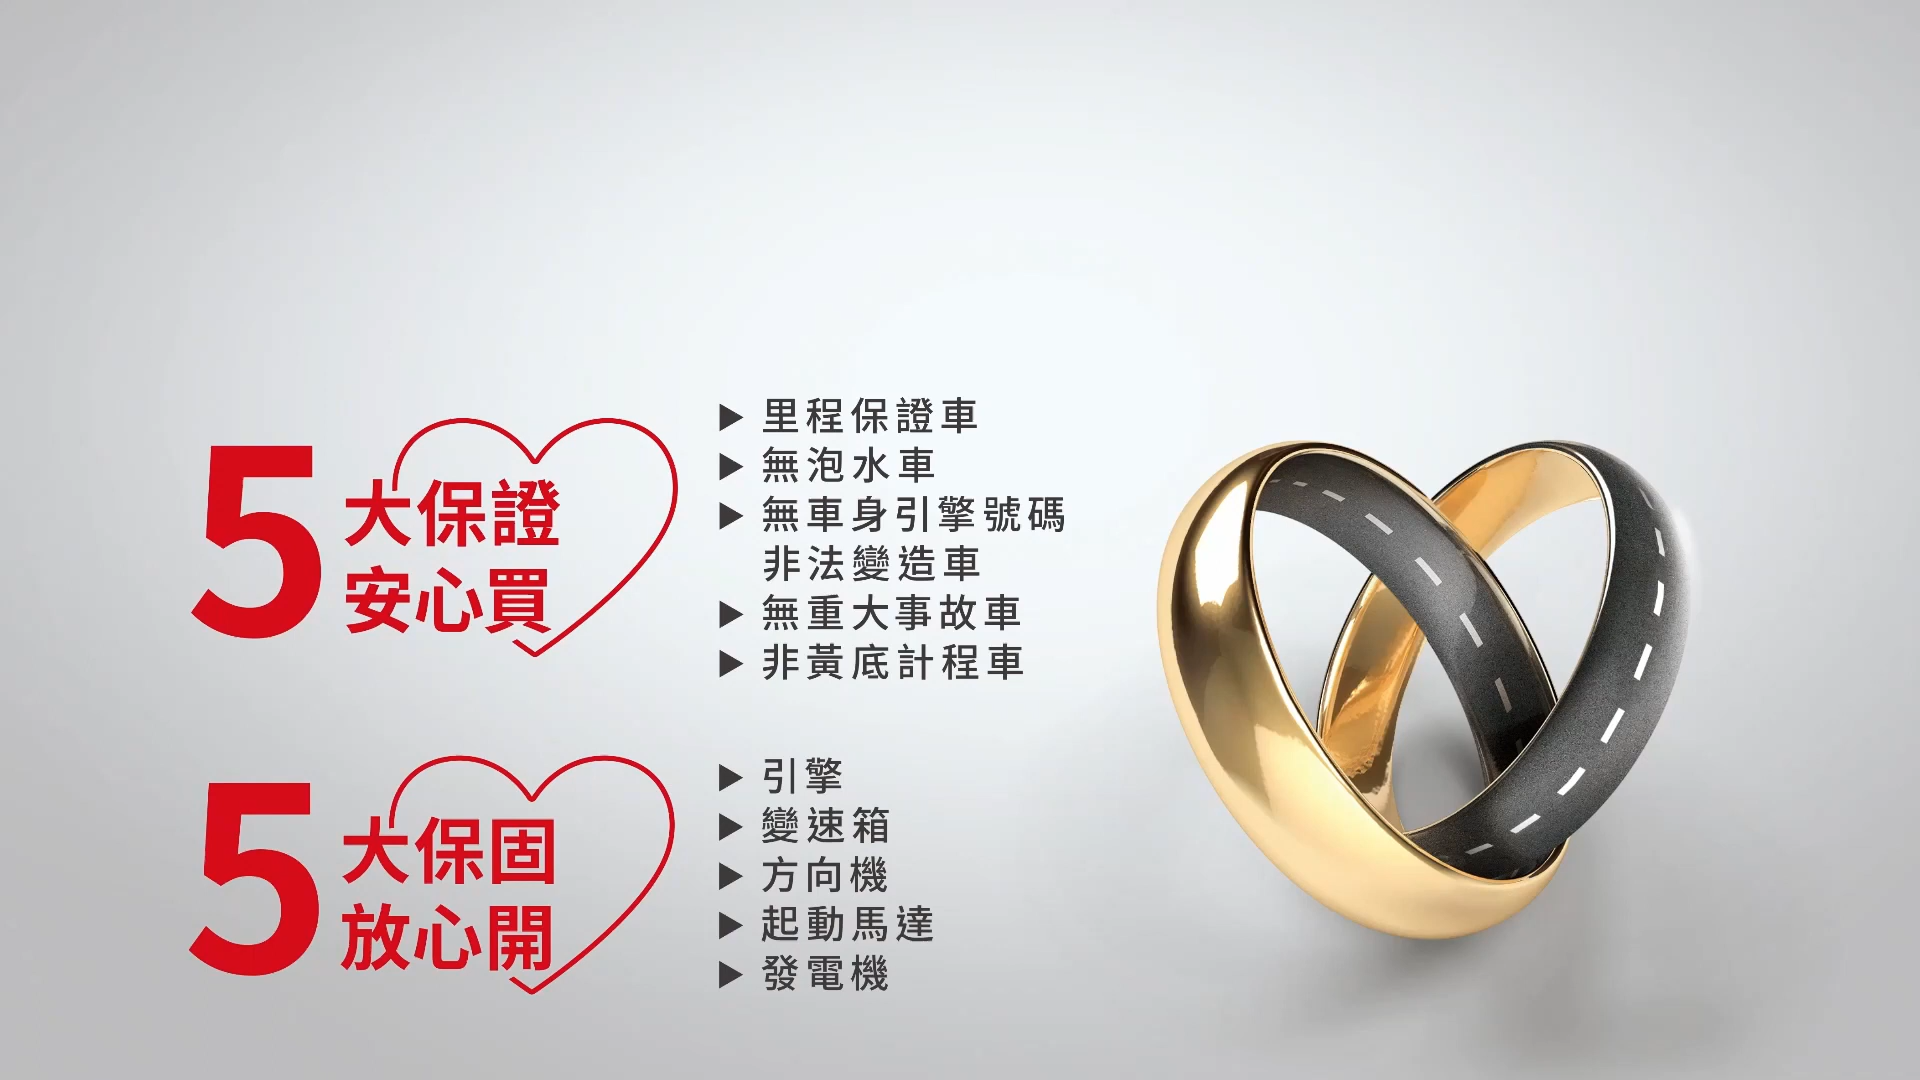 5
大保證
安心買
▶ 里程保證車
▶ 無泡水車
▶ 無車身引擎號碼
非法變造車
▶ 無重大事故車
▶ 非黃底計程車
5
大保固
放心開
▶ 引擎
▶ 變速箱
▶ 方向機
▶ 起動馬達
▶ 發電機